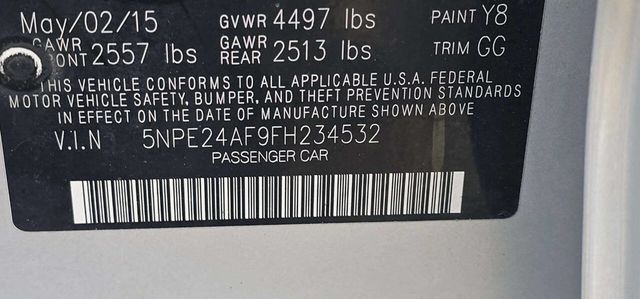 May/02/15 GVWR 4497 lbs PAINT Y8
GAWR GAWR
FRONT 2557 lbs REAR 2513 lbs TRIM GG
THIS VEHICLE CONFORMS TO ALL APPLICABLE U.S.A. FEDERAL
MOTOR VEHICLE SAFETY, BUMPER, AND THEFT PREVENTION STANDARDS
IN EFFECT ON THE DATE OF MANUFACTURE SHOWN ABOVE
V.I.N 5NPE24AF9FH234532
PASSENGER CAR